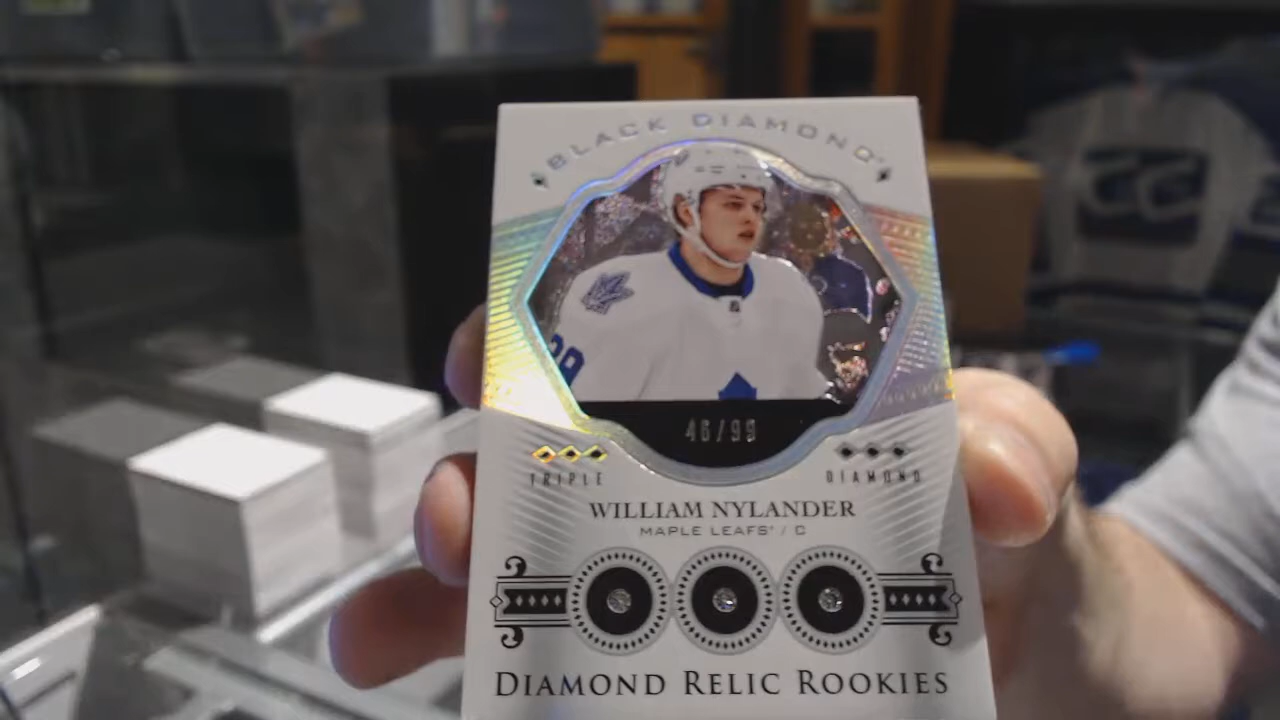 BLACK DIAMOND
46/99
TRIPLE DIAMOND
WILLIAM NYLANDER
MAPLE LEAFS® / C
DIAMOND RELIC ROOKIES